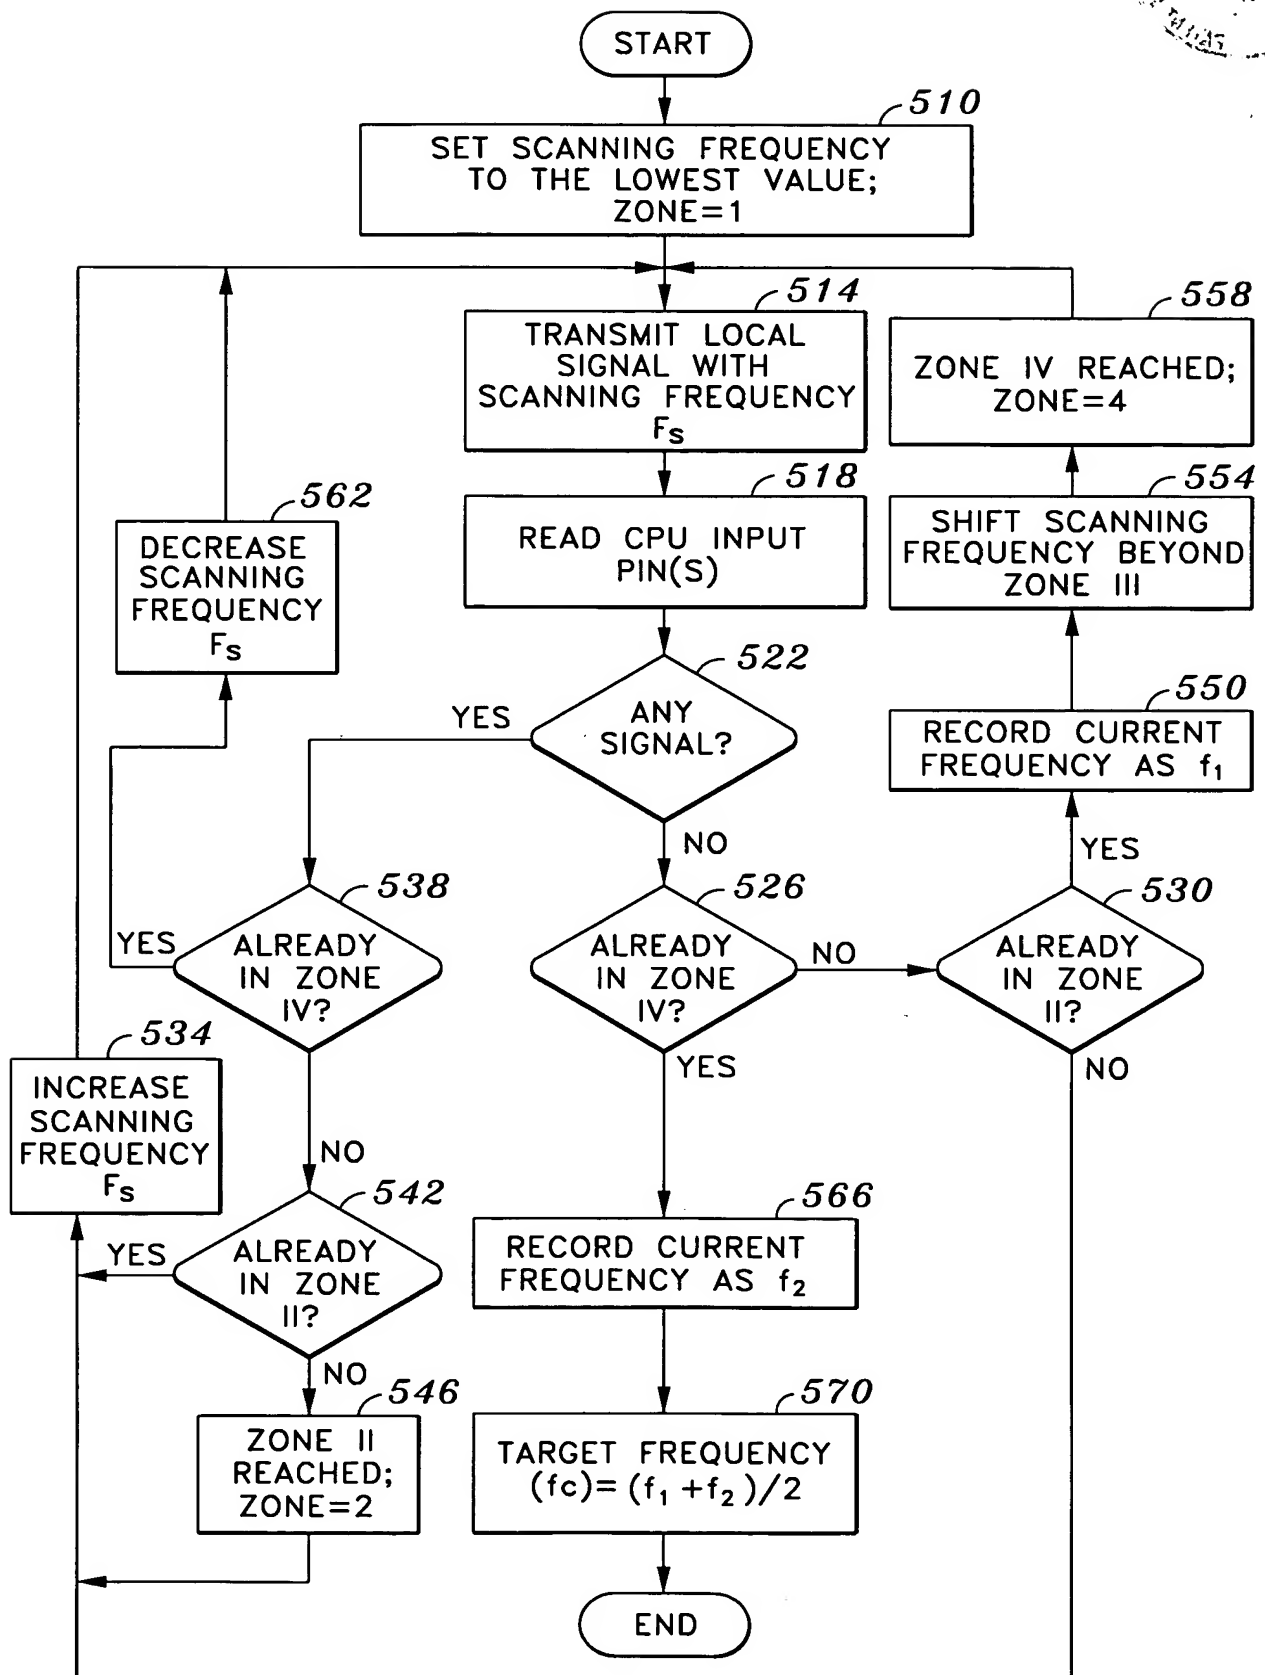 START
510
SET SCANNING FREQUENCY
TO THE LOWEST VALUE;
ZONE=1
514
TRANSMIT LOCAL
SIGNAL WITH
SCANNING FREQUENCY
Fs
558
ZONE IV REACHED;
ZONE=4
518
READ CPU INPUT
PIN(S)
554
SHIFT SCANNING
FREQUENCY BEYOND
ZONE III
562
DECREASE
SCANNING
FREQUENCY
Fs
522
ANY
SIGNAL?
YES
NO
550
RECORD CURRENT
FREQUENCY AS f₁
YES
538
ALREADY
IN ZONE
IV?
YES
NO
526
ALREADY
IN ZONE
IV?
NO
YES
530
ALREADY
IN ZONE
II?
NO
534
INCREASE
SCANNING
FREQUENCY
Fs
542
ALREADY
IN ZONE
II?
YES
NO
566
RECORD CURRENT
FREQUENCY AS f₂
546
ZONE II
REACHED;
ZONE=2
570
TARGET FREQUENCY
(fc)=(f₁+f₂)/2
END